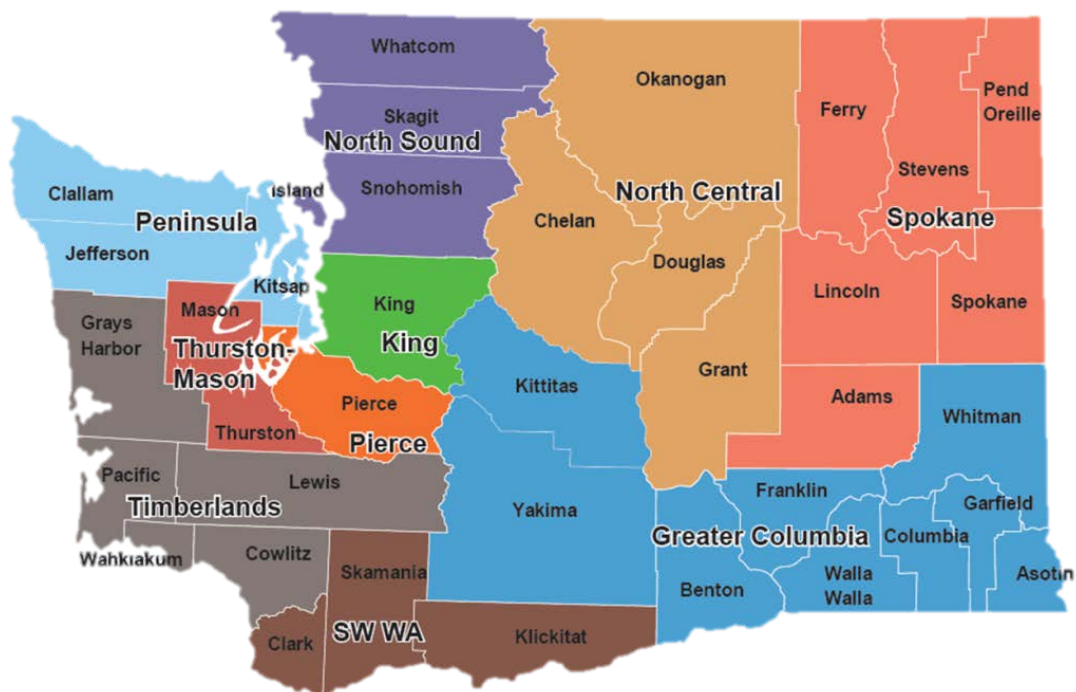 Whatcom
Okanogan
Ferry
Pend
Oreille
Skagit
North Sound
Stevens
Clallam
island
Snohomish
North Central
Spokane
Peninsula
Chelan
Jefferson
Douglas
Kitsap
Lincoln
Spokane
Mason
King
King
Grays
Harbor
Thurston-
Mason
Kittitas
Grant
Pierce
Pierce
Adams
Whitman
Thurston
Pacific
Lewis
Timberlands
Yakima
Franklin
Garfield
Greater Columbia
Columbia
Wahkiakum
Cowlitz
Skamania
Benton
Walla
Walla
Asotin
Clark
SW WA
Klickitat